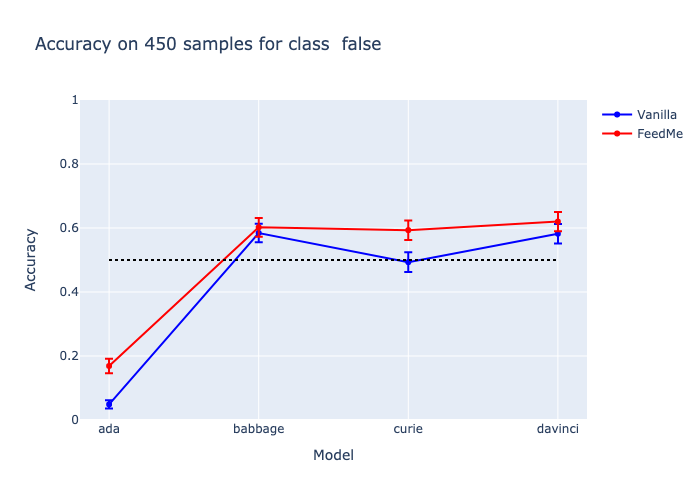 Accuracy on 450 samples for class  false
Vanilla
FeedMe
Accuracy
1
0.8
0.6
0.4
0.2
0
ada
babbage
curie
davinci
Model